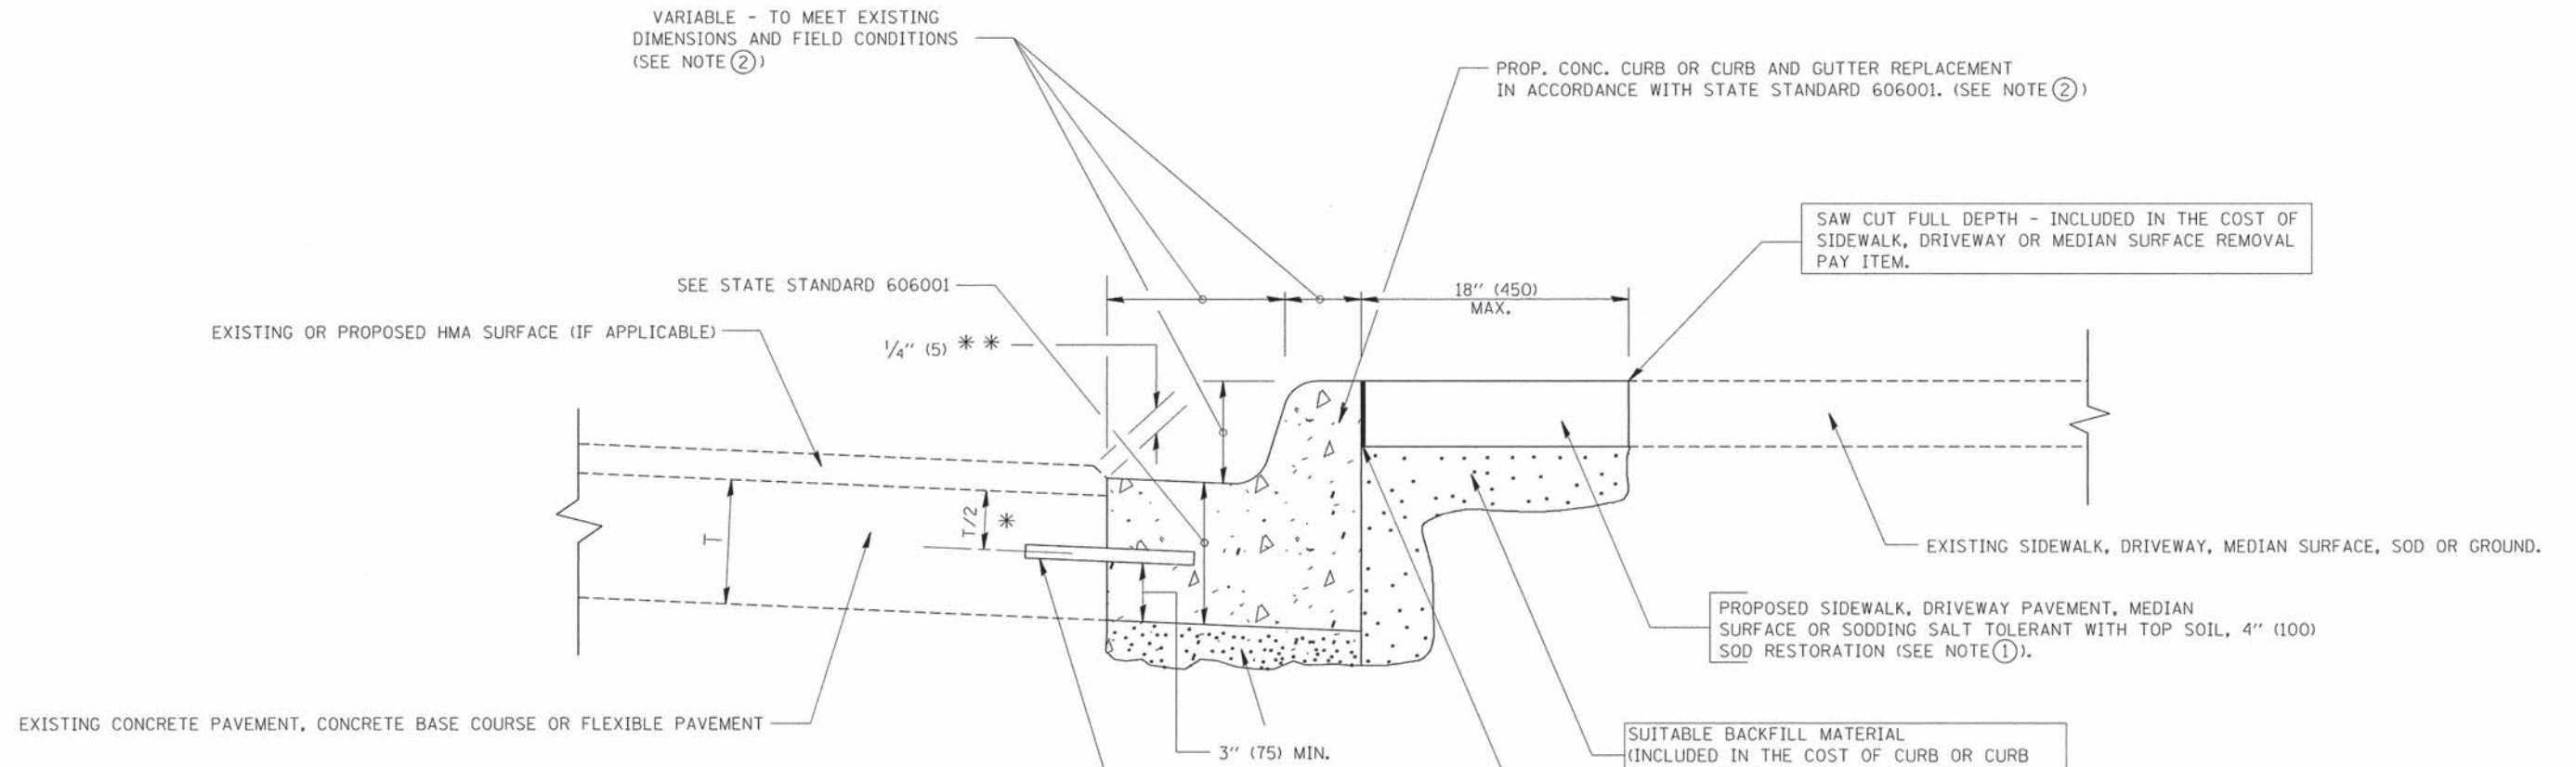 VARIABLE - TO MEET EXISTING
DIMENSIONS AND FIELD CONDITIONS
(SEE NOTE ②)
PROP. CONC. CURB OR CURB AND GUTTER REPLACEMENT
IN ACCORDANCE WITH STATE STANDARD 606001. (SEE NOTE ②)
SAW CUT FULL DEPTH - INCLUDED IN THE COST OF
SIDEWALK, DRIVEWAY OR MEDIAN SURFACE REMOVAL
PAY ITEM.
SEE STATE STANDARD 606001
18" (450)
MAX.
EXISTING OR PROPOSED HMA SURFACE (IF APPLICABLE)
1/4" (5) * *
T
T/2 *
EXISTING SIDEWALK, DRIVEWAY, MEDIAN SURFACE, SOD OR GROUND.
PROPOSED SIDEWALK, DRIVEWAY PAVEMENT, MEDIAN
SURFACE OR SODDING SALT TOLERANT WITH TOP SOIL, 4" (100)
SOD RESTORATION (SEE NOTE ①).
EXISTING CONCRETE PAVEMENT, CONCRETE BASE COURSE OR FLEXIBLE PAVEMENT
3" (75) MIN.
SUITABLE BACKFILL MATERIAL
(INCLUDED IN THE COST OF CURB OR CURB